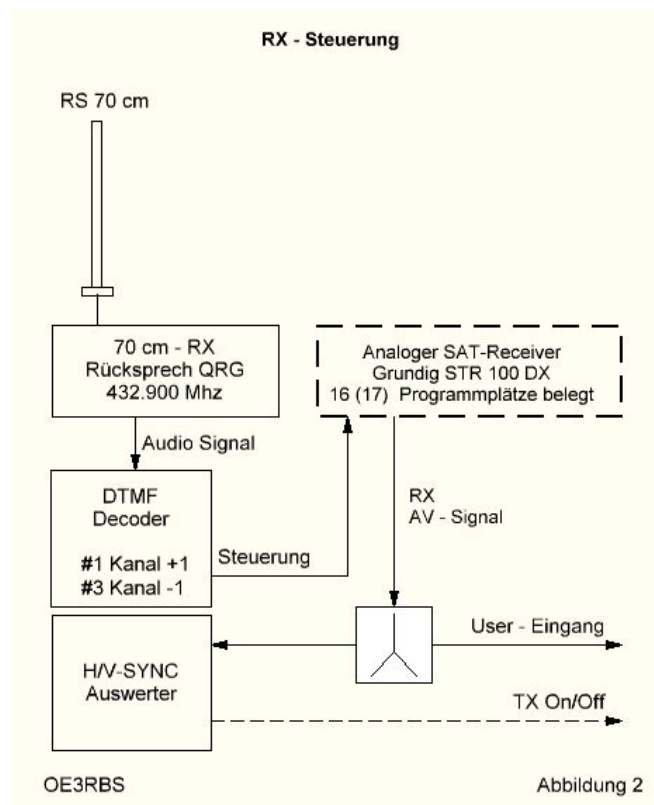 RX - Steuerung
RS 70 cm
70 cm - RX
Rücksprech QRG
432.900 Mhz
Analoger SAT-Receiver
Grundig STR 100 DX
16 (17) Programmplätze belegt
Audio Signal
DTMF
Decoder
#1 Kanal +1
#3 Kanal -1
Steuerung
RX
AV - Signal
User - Eingang
H/V-SYNC
Auswerter
TX On/Off
OE3RBS
Abbildung 2